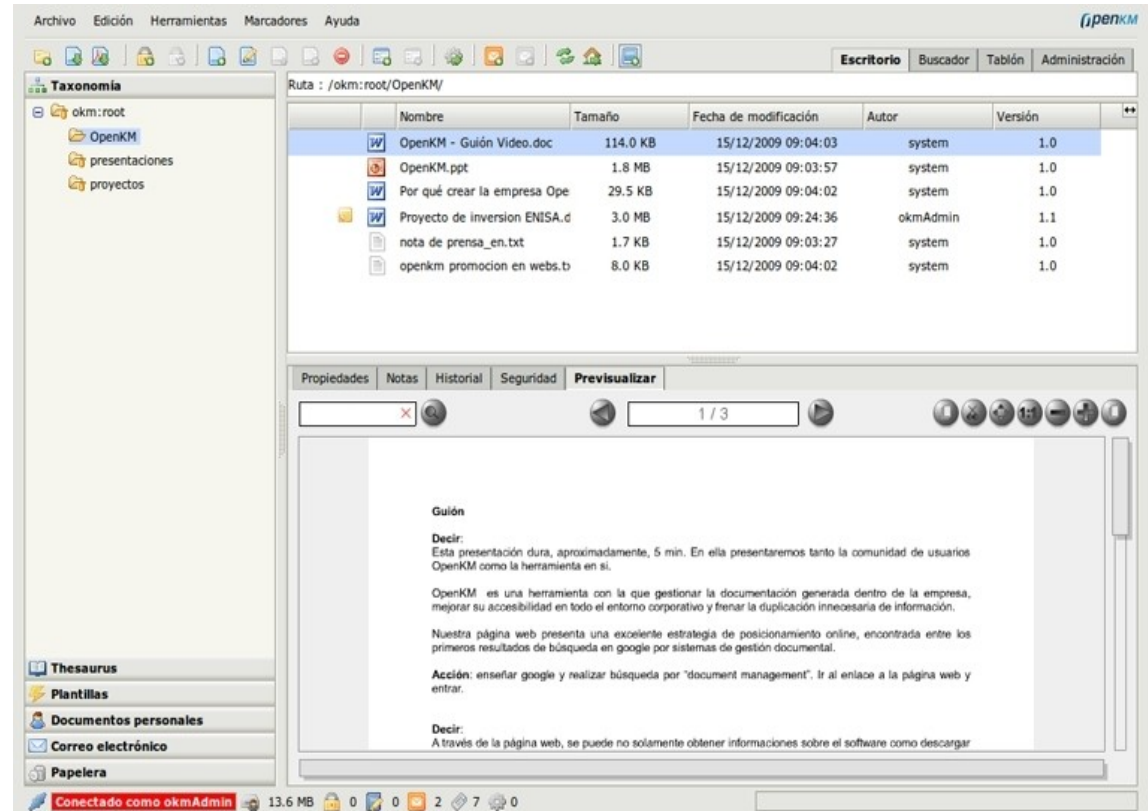 Archivo Edición Herramientas Marcadores Ayuda
OpenKM
Escritorio Buscador Tablón Administración
Taxonomía
Ruta : /okm:root/OpenKM/
okm:root
OpenKM
presentaciones
proyectos
Nombre Tamaño Fecha de modificación Autor Versión
OpenKM - Guión Video.doc 114.0 KB 15/12/2009 09:04:03 system 1.0
OpenKM.ppt 1.8 MB 15/12/2009 09:03:57 system 1.0
Por qué crear la empresa Ope 29.5 KB 15/12/2009 09:04:02 system 1.0
Proyecto de inversion ENISA.d 3.0 MB 15/12/2009 09:24:36 okmAdmin 1.1
nota de prensa_en.txt 1.7 KB 15/12/2009 09:03:27 system 1.0
openkm promocion en webs.t 8.0 KB 15/12/2009 09:04:02 system 1.0
Propiedades Notas Historial Seguridad Previsualizar
1 / 3
1:1
Guión
Decir:
Esta presentación dura, aproximadamente, 5 min. En ella presentaremos tanto la comunidad de usuarios
OpenKM como la herramienta en si.
OpenKM es una herramienta con la que gestionar la documentación generada dentro de la empresa,
mejorar su accesibilidad en todo el entorno corporativo y frenar la duplicación innecesaria de información.
Nuestra página web presenta una excelente estrategia de posicionamiento online, encontrada entre los
primeros resultados de búsqueda en google por sistemas de gestión documental.
Acción: enseñar google y realizar búsqueda por "document management". Ir al enlace a la página web y
entrar.
Decir:
A través de la página web, se puede no solamente obtener informaciones sobre el software como descargar
Thesaurus
Plantillas
Documentos personales
Correo electrónico
Papelera
Conectado como okmAdmin 13.6 MB 0 0 2 7 0